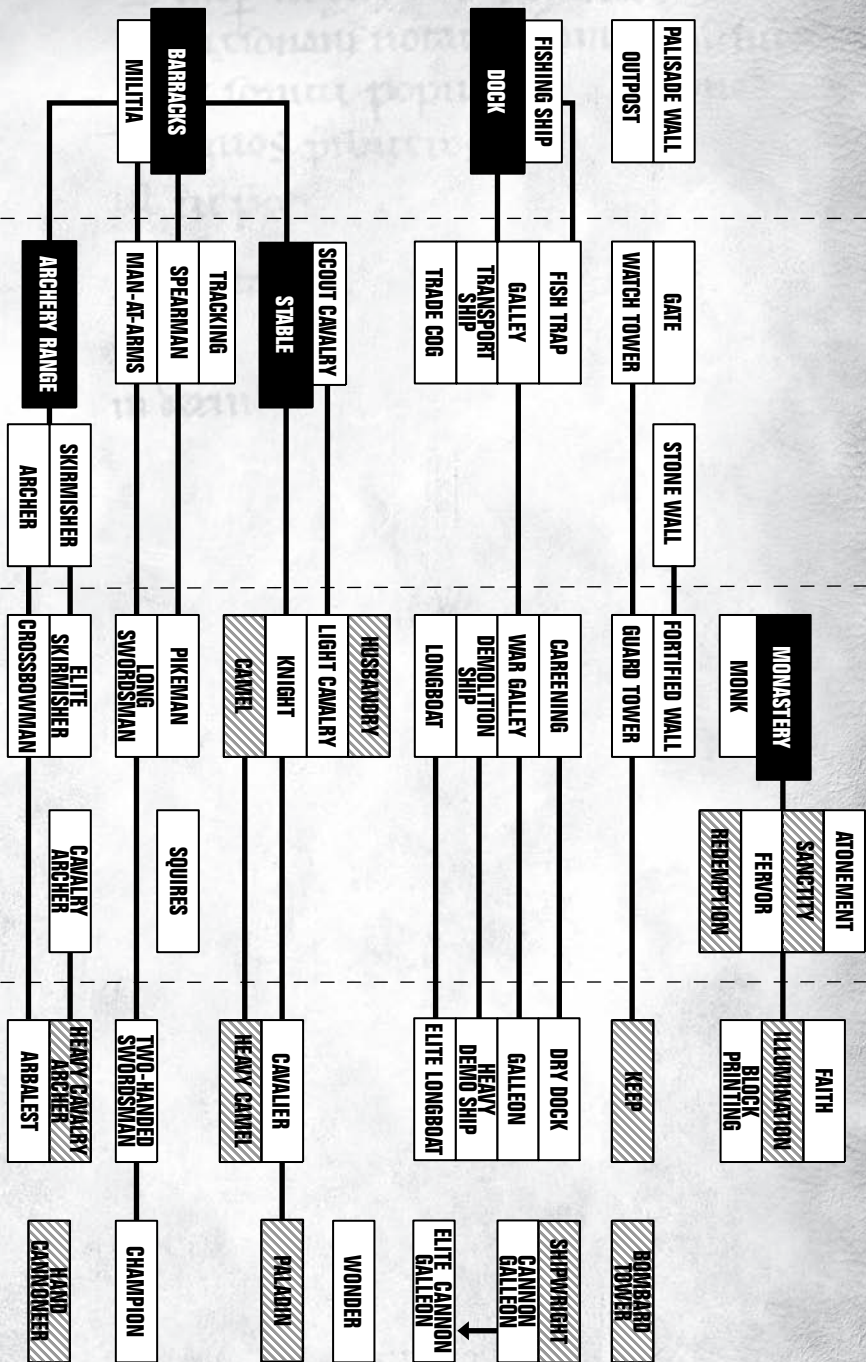 PALISADE WALL
OUTPOST
FISHING SHIP
DOCK
BARRACKS
MILITIA
GATE
WATCH TOWER
FISH TRAP
GALLEY
TRANSPORT
SHIP
TRADE COG
SCOUT CAVALRY
STABLE
TRACKING
SPEARMAN
MAN-AT-ARMS
ARCHERY RANGE
STONE WALL
SKIRMISHER
ARCHER
MONASTERY
MONK
FORTIFIED WALL
GUARD TOWER
CAREENING
WAR GALLEY
DEMOLITION
SHIP
LONGBOAT
HUSBANDRY
LIGHT CAVALRY
KNIGHT
CAMEL
PIKEMAN
LONG
SWORDSMAN
ELITE
SKIRMISHER
CROSSBOWMAN
ATONEMENT
SANCTITY
FERVOR
REDEMPTION
SQUIRES
CAVALRY
ARCHER
FAITH
ILLUMINATION
BLOCK
PRINTING
KEEP
DRY DOCK
GALLEON
HEAVY
DEMO SHIP
ELITE LONGBOAT
CAVALIER
HEAVY CAMEL
TWO-HANDED
SWORDSMAN
HEAVY CAVALRY
ARCHER
ARBALEST
BOMBARD
TOWER
SHIPWRIGHT
CANNON
GALLEON
ELITE CANNON
GALLEON
WONDER
PALADIN
CHAMPION
HAND
CANNONEER